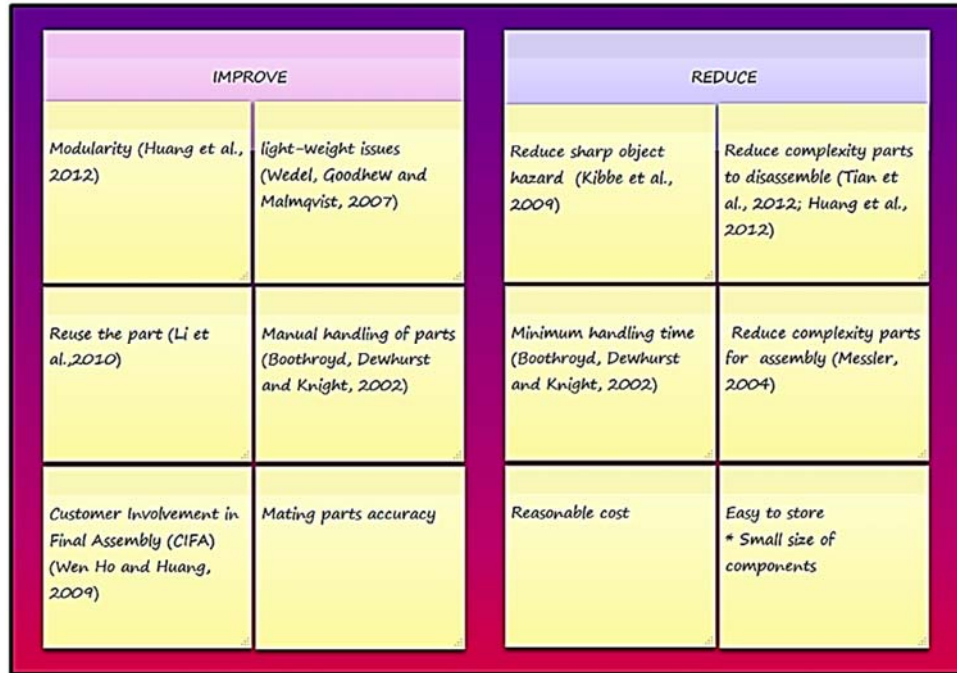 IMPROVE
Modularity (Huang et al.,
2012)
light-weight issues
(Wedel, Goodhew and
Malmqvist, 2007)
Reuse the part (Li et
al.,2010)
Manual handling of parts
(Boothroyd, Dewhurst
and Knight, 2002)
Customer Involvement in
Final Assembly (CIFA)
(Wen Ho and Huang,
2009)
Mating parts accuracy
REDUCE
Reduce sharp object
hazard (Kibbe et al.,
2009)
Reduce complexity parts
to disassemble (Tian et
al., 2012; Huang et al.,
2012)
Minimum handling time
(Boothroyd, Dewhurst
and Knight, 2002)
Reduce complexity parts
for assembly (Messler,
2004)
Reasonable cost
Easy to store
* Small size of
components